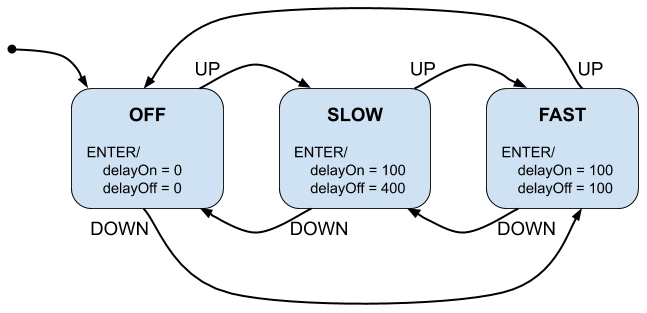 UP
UP
UP
OFF
ENTER/
delayOn = 0
delayOff = 0
SLOW
ENTER/
delayOn = 100
delayOff = 400
FAST
ENTER/
delayOn = 100
delayOff = 100
DOWN
DOWN
DOWN